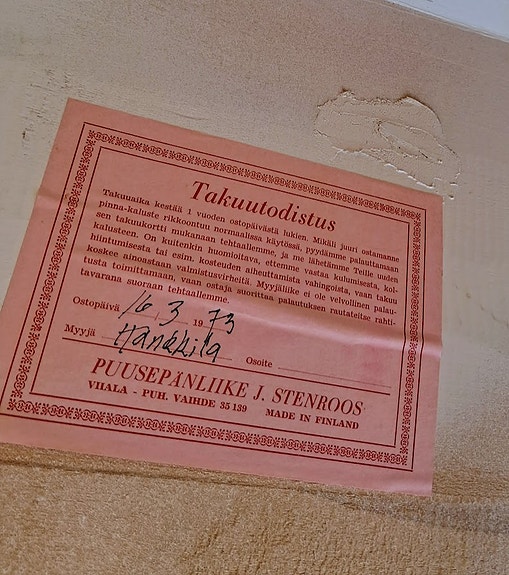 Takuutodistus
Takuuaika kestää 1 vuoden ostopäivästä lukien. Mikäli juuri ostamanne
pinna-kaluste rikkoontuu normaalissa käytössä, pyydämme palauttamaan
sen takuukortti mukanaan tehtaallemme, ja me lähetämme Teille uuden
kalusteen. On kuitenkin huomioitava, ettemme vastaa kulumisesta, kol-
hiintumisesta tai esim. kosteuden aiheuttamista vahingoista, vaan takuu
koskee ainoastaan valmistusvirheitä. Myyjäliike ei ole velvollinen palau-
tusta toimittamaan, vaan ostaja suorittaa palautuksen rautateitse rahti-
tavarana suoraan tehtaallemme.
Ostopäivä 16 3 1973
Myyjä Hanakkila Osoite
PUUSEPÄNLIIKE J. STENROOS
VIIALA - PUH. VAIHDE 35 139 MADE IN FINLAND